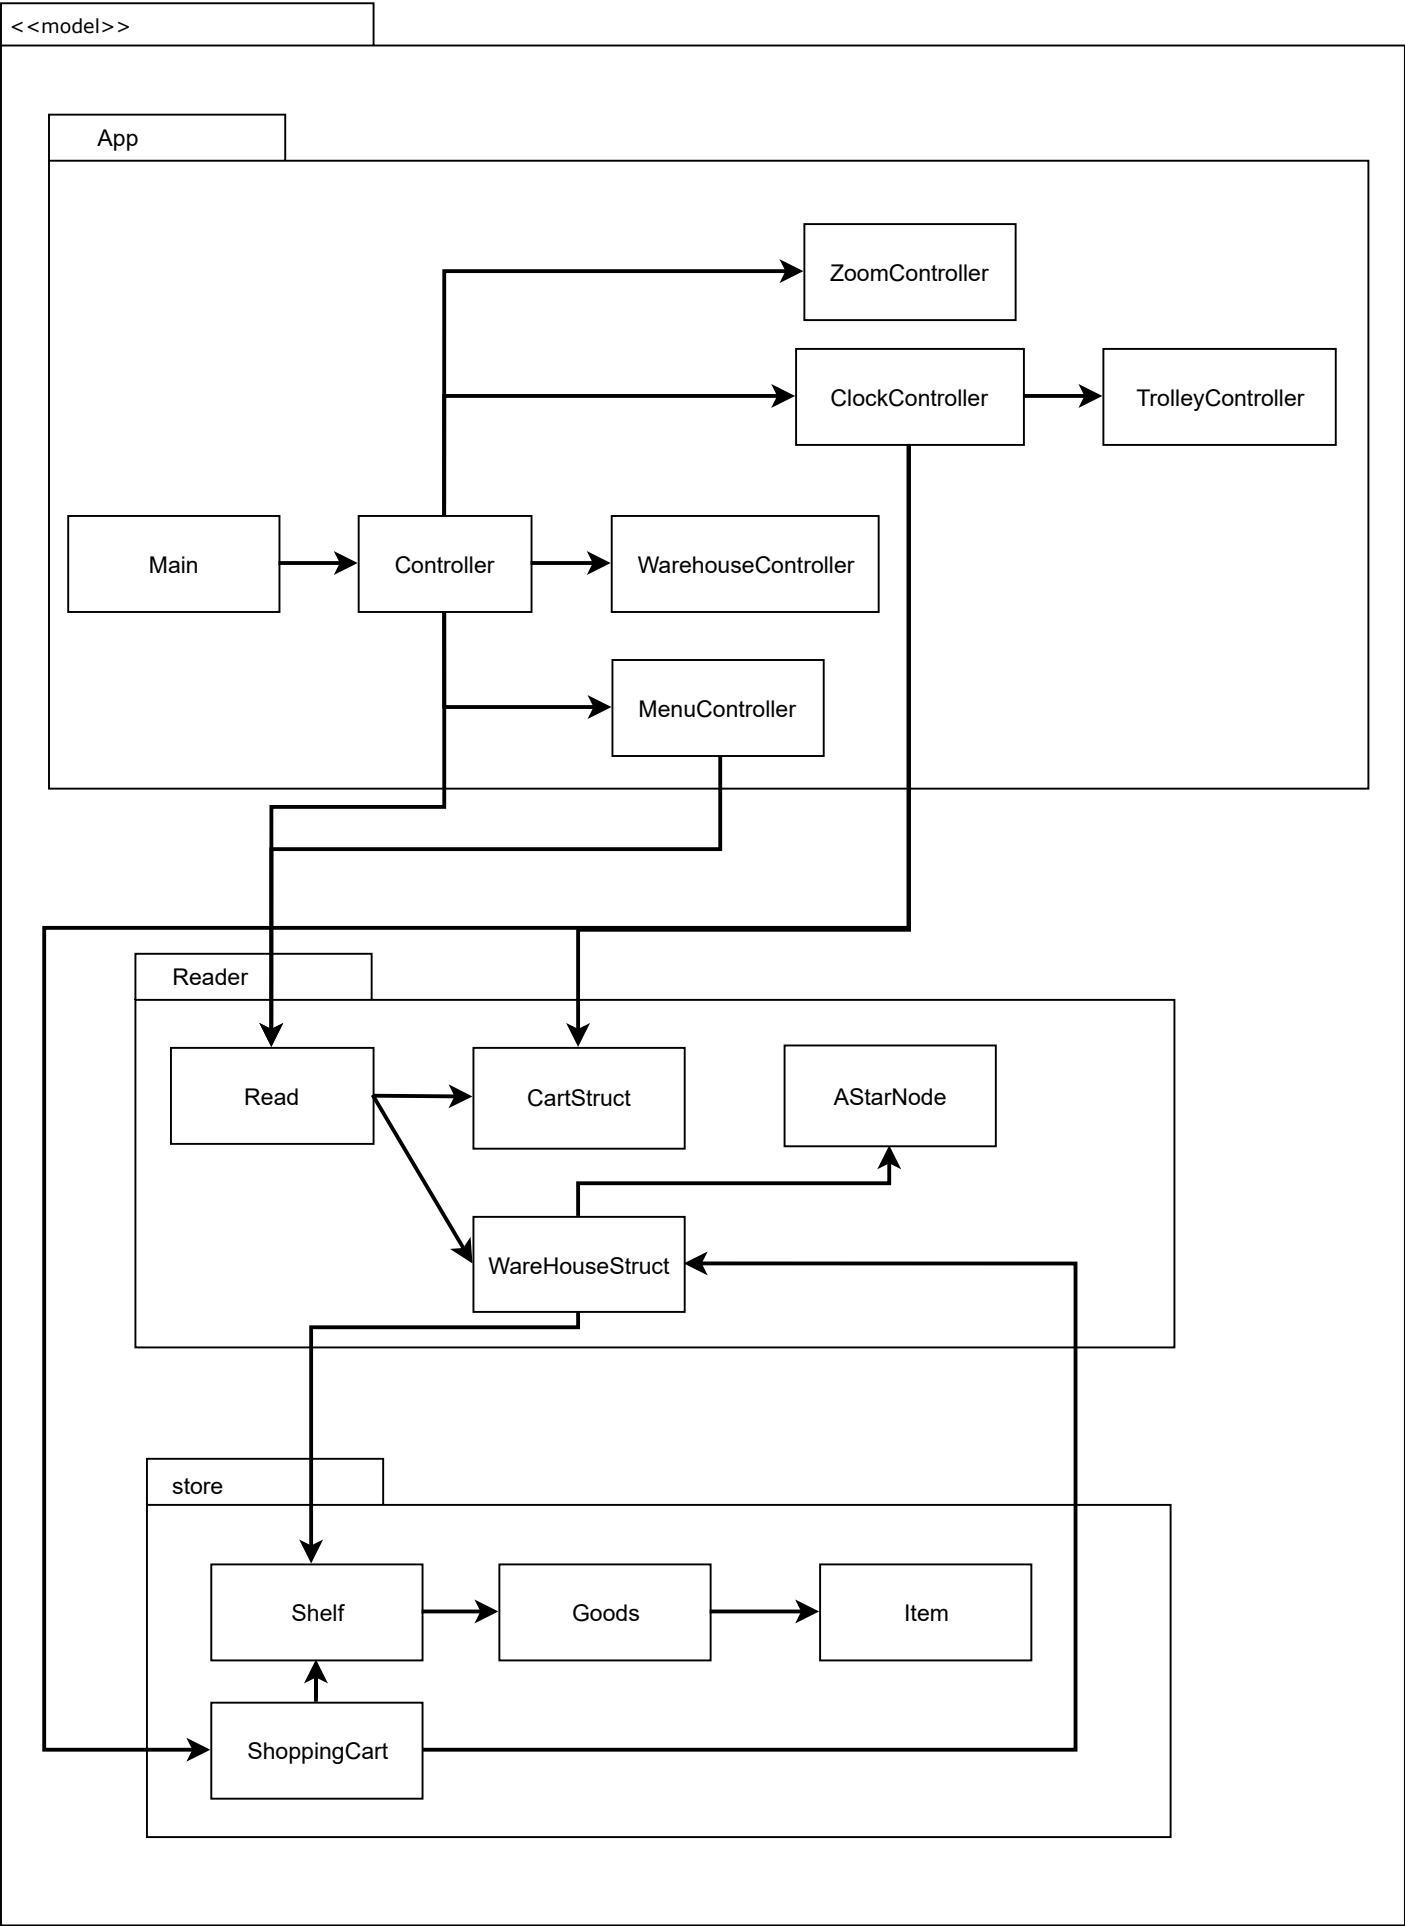 <<model>>
App
ZoomController
ClockController
TrolleyController
Main
Controller
WarehouseController
MenuController
Reader
Read
CartStruct
AStarNode
WareHouseStruct
store
Shelf
Goods
Item
ShoppingCart